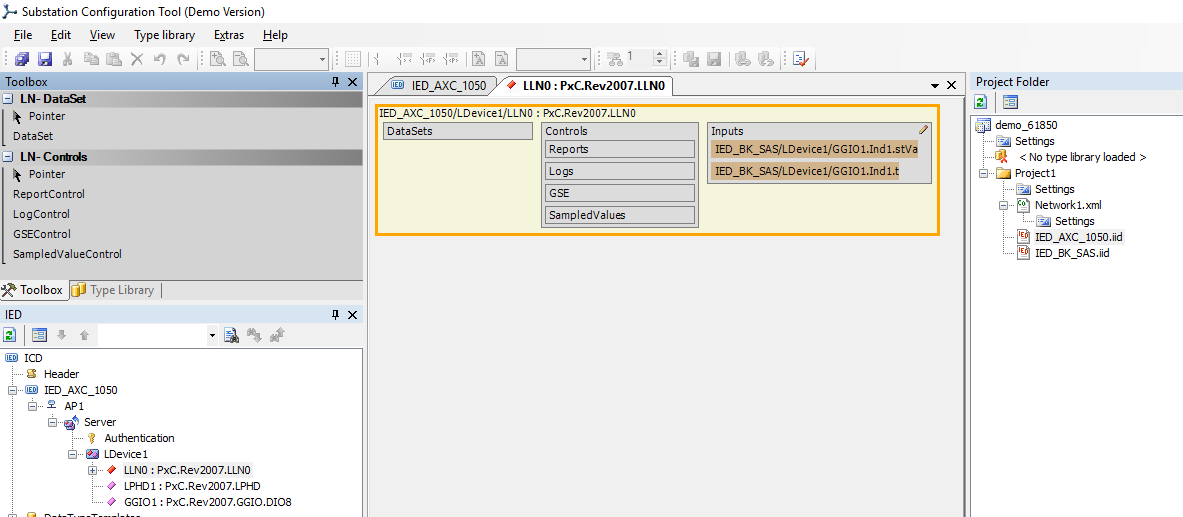 Substation Configuration Tool (Demo Version)
File Edit View Type library Extras Help
1
Toolbox
LN- DataSet
Pointer
DataSet
LN- Controls
Pointer
ReportControl
LogControl
GSEControl
SampledValueControl
Toolbox Type Library
IED
ICD
Header
IED_AXC_1050
AP1
Server
Authentication
LDevice1
LLN0 : PxC.Rev2007.LLN0
LPHD1 : PxC.Rev2007.LPHD
GGIO1 : PxC.Rev2007.GGIO.DIO8
DataTypeTemplates
IED_AXC_1050 LLN0 : PxC.Rev2007.LLN0
IED_AXC_1050/LDevice1/LLN0 : PxC.Rev2007.LLN0
DataSets
Controls
Reports
Logs
GSE
SampledValues
Inputs
IED_BK_SAS/LDevice1/GGIO1.Ind1.stVa
IED_BK_SAS/LDevice1/GGIO1.Ind1.t
Project Folder
demo_61850
Settings
< No type library loaded >
Project1
Settings
Network1.xml
Settings
IED_AXC_1050.iid
IED_BK_SAS.iid